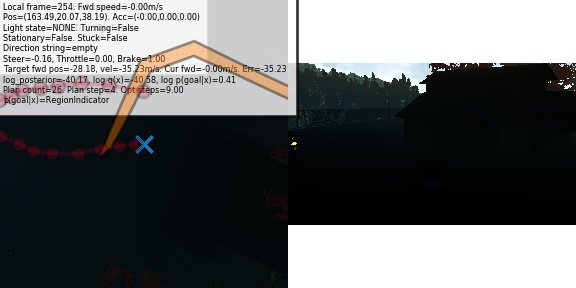 Local frame=254: Fwd speed=-0.00m/s
Pos=(163.49,20.07,38.19). Acc=(-0.00,0.00,0.00)
Light state=NONE: Turning=False
Stationary=False. Stuck=False
Direction string=empty
Steer=-0.16, Throttle=0.00, Brake=1.00
Target fwd pos=-28.18, vel=-35.23m/s. Cur fwd=-0.00m/s. Err=-35.23
log_posterior=-40.17, log q(x)=-40.58, log p(goal|x)=0.41
Plan count=26. Plan step=4. Opt steps=9.00
p(goal|x)=RegionIndicator